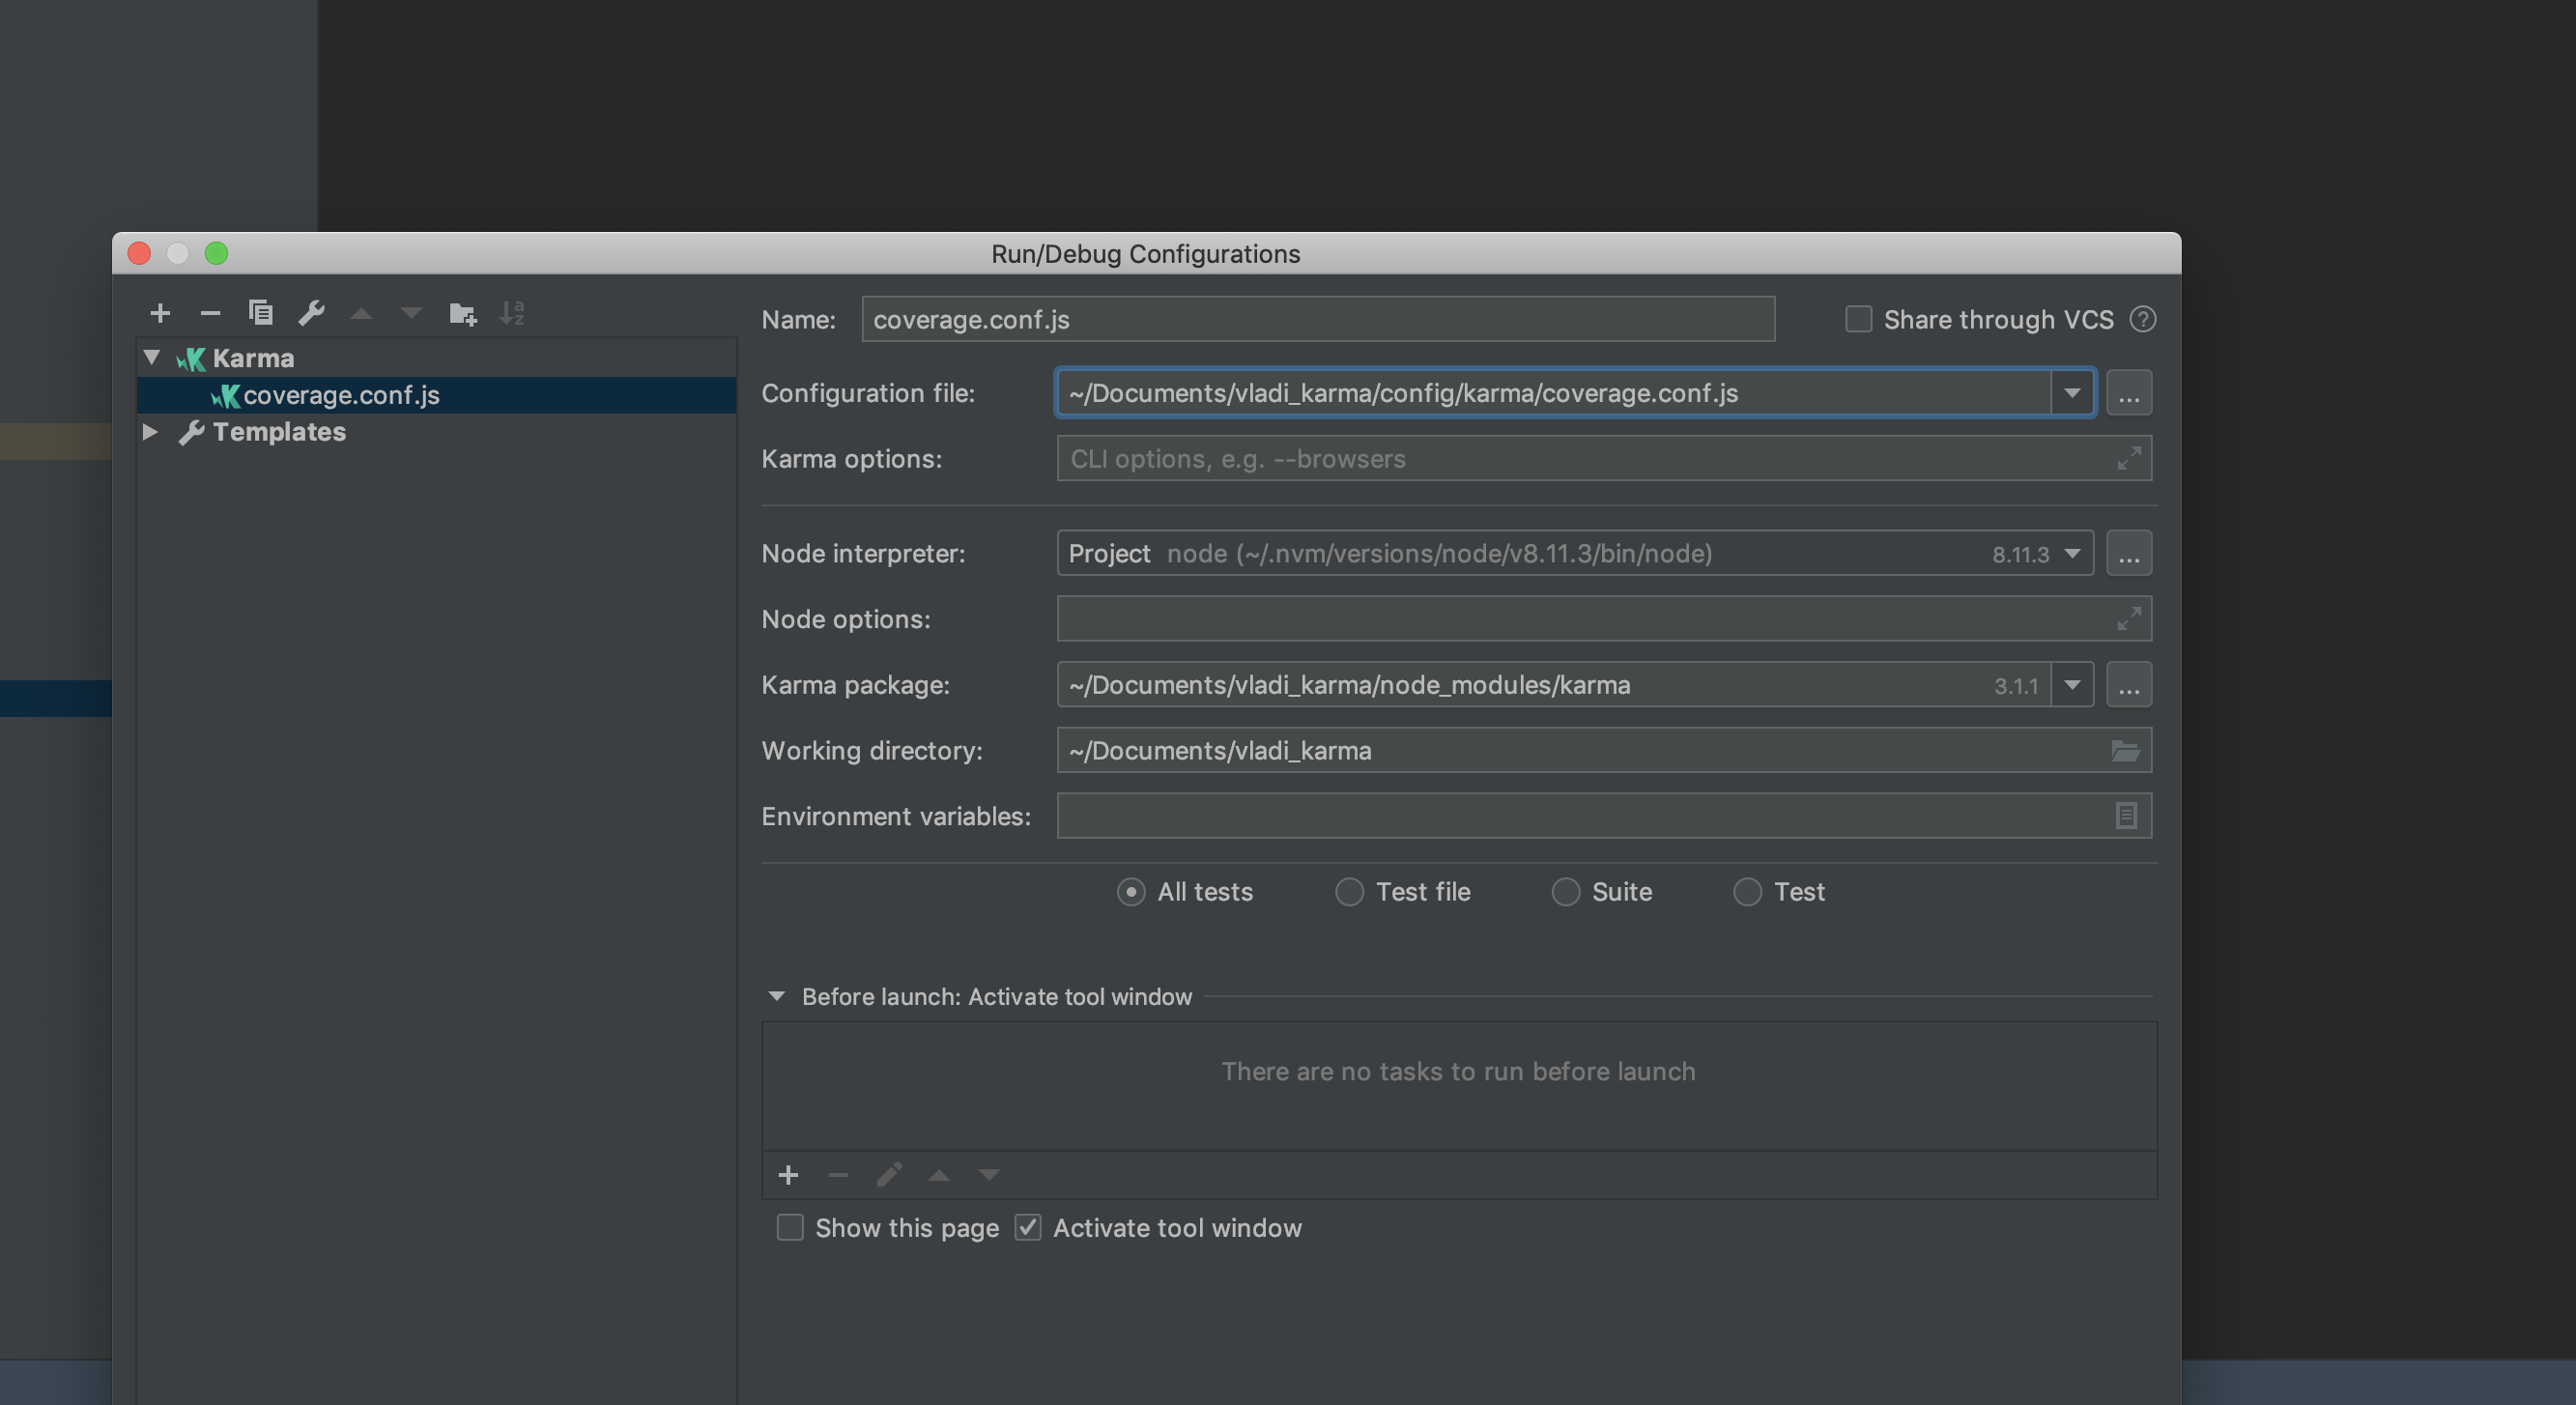 Run/Debug Configurations
Name: coverage.conf.js Share through VCS ?
Karma
coverage.conf.js
Templates
Configuration file: ~/Documents/vladi_karma/config/karma/coverage.conf.js ...
Karma options: CLI options, e.g. --browsers
Node interpreter: Project node (~/.nvm/versions/node/v8.11.3/bin/node) 8.11.3 ...
Node options:
Karma package: ~/Documents/vladi_karma/node_modules/karma 3.1.1 ...
Working directory: ~/Documents/vladi_karma
Environment variables:
All tests Test file Suite Test
Before launch: Activate tool window
There are no tasks to run before launch
Show this page Activate tool window